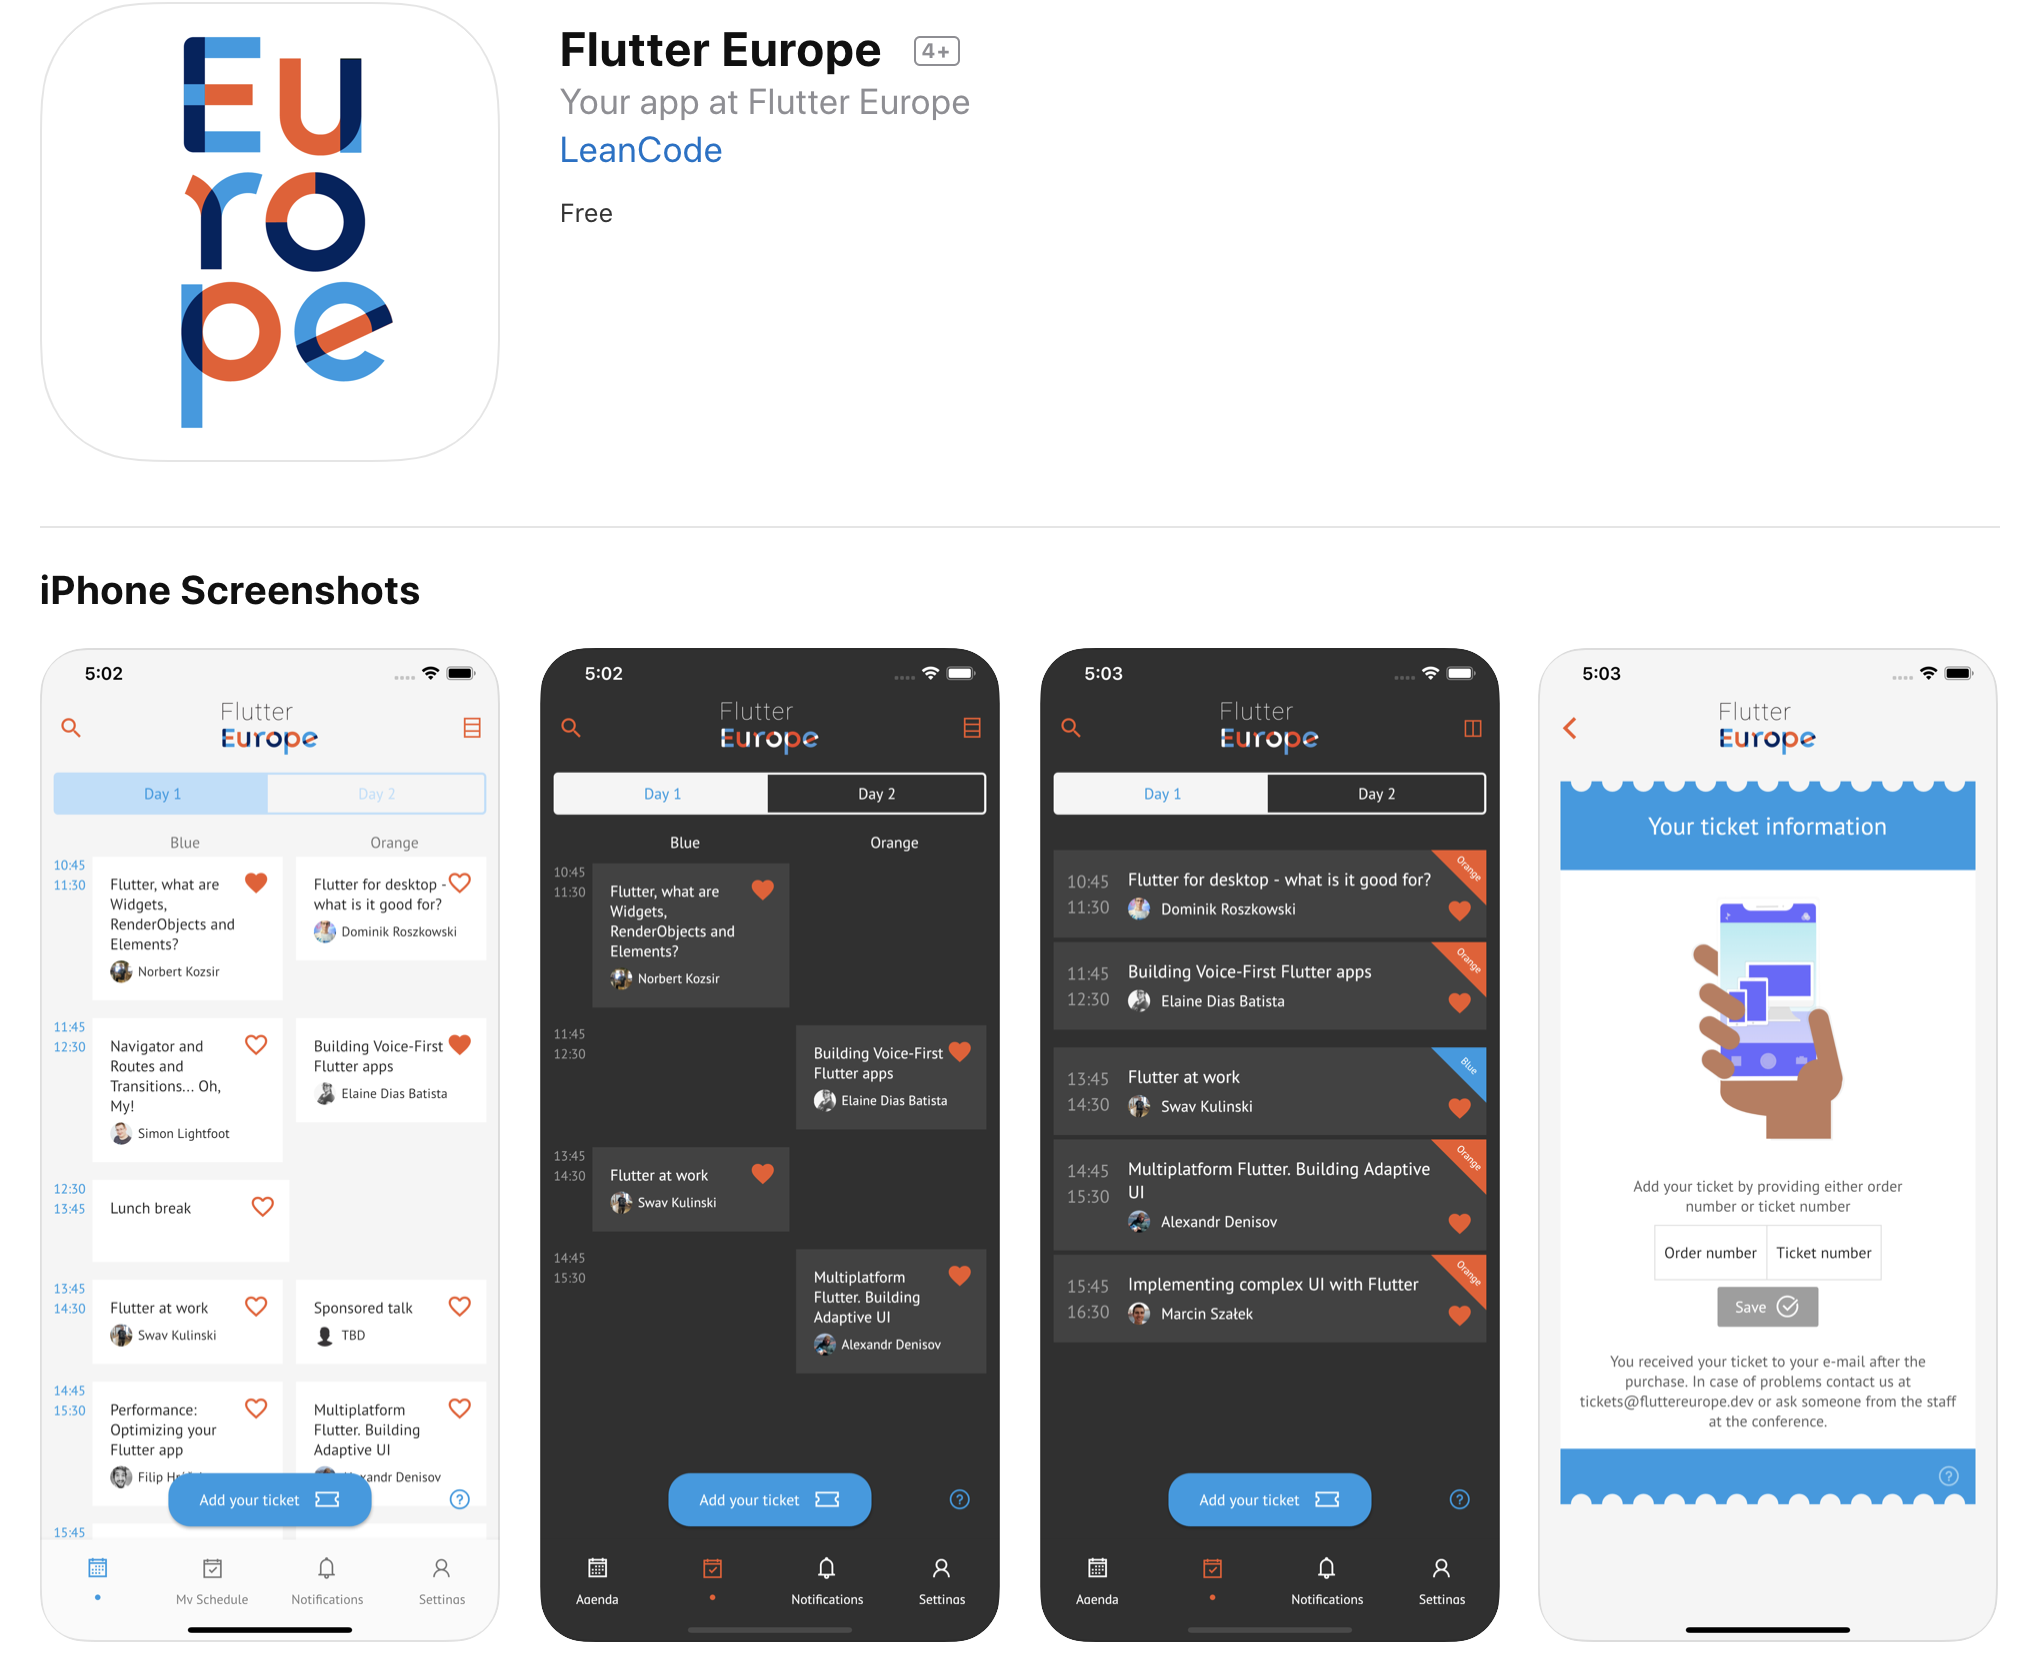 Eu
ro
pe
Flutter Europe 4+
Your app at Flutter Europe
LeanCode
Free
iPhone Screenshots
5:02
Flutter
Europe
Day 1
Day 2
Blue
Orange
10:45
11:30
Flutter, what are
Widgets,
RenderObjects and
Elements?
Norbert Kozsir
Flutter for desktop -
what is it good for?
Dominik Roszkowski
11:45
12:30
Navigator and
Routes and
Transitions... Oh,
My!
Simon Lightfoot
Building Voice-First
Flutter apps
Elaine Dias Batista
12:30
13:45
Lunch break
13:45
14:30
Flutter at work
Swav Kulinski
Sponsored talk
TBD
14:45
15:30
Performance:
Optimizing your
Flutter app
Filip
Multiplatform
Flutter. Building
Adaptive UI
Denisov
Add your ticket
15:45
My Schedule
Notifications
Settings
5:02
Flutter
Europe
Day 1
Day 2
Blue
Orange
10:45
11:30
Flutter, what are
Widgets,
RenderObjects and
Elements?
Norbert Kozsir
11:45
12:30
Building Voice-First
Flutter apps
Elaine Dias Batista
13:45
14:30
Flutter at work
Swav Kulinski
14:45
15:30
Multiplatform
Flutter. Building
Adaptive UI
Alexandr Denisov
Add your ticket
Agenda
Notifications
Settings
5:03
Flutter
Europe
Day 1
Day 2
10:45
11:30
Flutter for desktop - what is it good for?
Dominik Roszkowski
Orange
11:45
12:30
Building Voice-First Flutter apps
Elaine Dias Batista
Orange
13:45
14:30
Flutter at work
Swav Kulinski
Blue
14:45
15:30
Multiplatform Flutter. Building Adaptive
UI
Alexandr Denisov
Orange
15:45
16:30
Implementing complex UI with Flutter
Marcin Szałek
Orange
Add your ticket
Agenda
Notifications
Settings
5:03
Flutter
Europe
Your ticket information
Add your ticket by providing either order
number or ticket number
Order number
Ticket number
Save
You received your ticket to your e-mail after the
purchase. In case of problems contact us at
tickets@fluttereurope.dev or ask someone from the staff
at the conference.